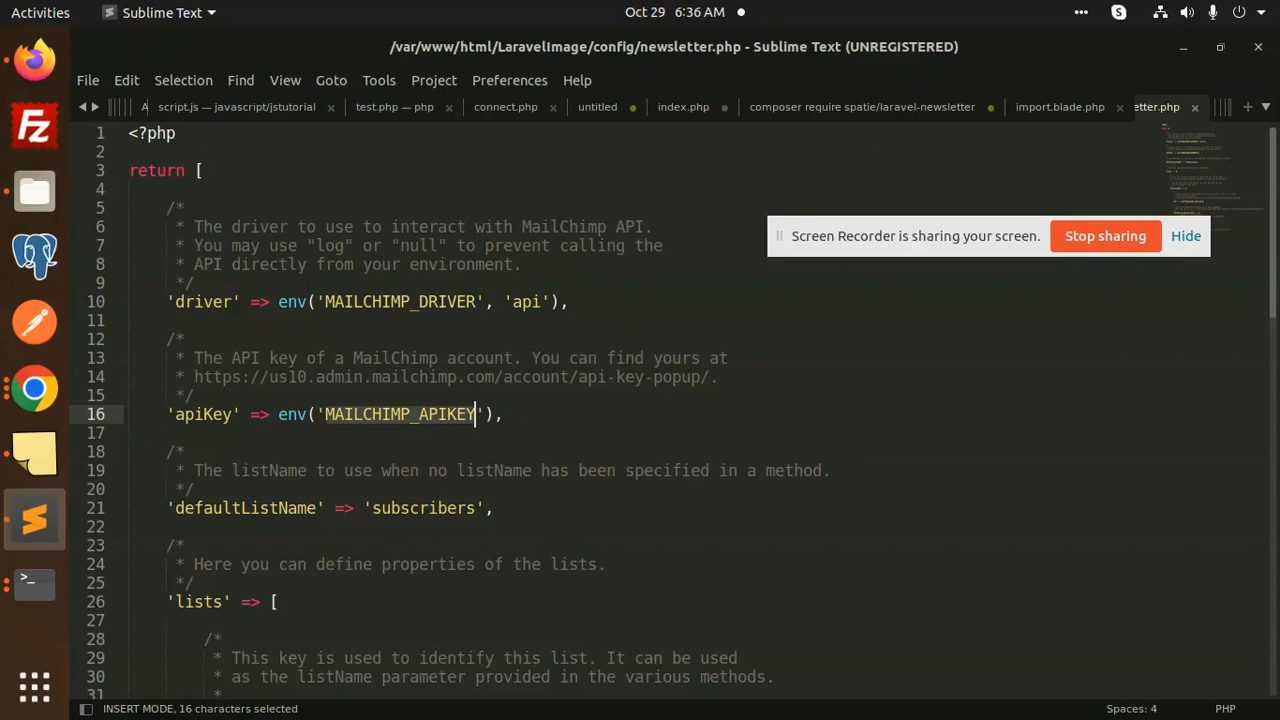 Activities
Sublime Text
Oct 29 6:36 AM
/var/www/html/LaravelImage/config/newsletter.php - Sublime Text (UNREGISTERED)
File Edit Selection Find View Goto Tools Project Preferences Help
A script.js — javascript/jstutorial test.php — php connect.php untitled index.php composer require spatie/laravel-newsletter import.blade.php etter.php
1 <?php
2
3 return [
4
5 /*
6 * The driver to use to interact with MailChimp API.
7 * You may use "log" or "null" to prevent calling the
8 * API directly from your environment.
9 */
10 'driver' => env('MAILCHIMP_DRIVER', 'api'),
11
12 /*
13 * The API key of a MailChimp account. You can find yours at
14 * https://us10.admin.mailchimp.com/account/api-key-popup/.
15 */
16 'apiKey' => env('MAILCHIMP_APIKEY'),
17
18 /*
19 * The listName to use when no listName has been specified in a method.
20 */
21 'defaultListName' => 'subscribers',
22
23 /*
24 * Here you can define properties of the lists.
25 */
26 'lists' => [
27
28 /*
29 * This key is used to identify this list. It can be used
30 * as the listName parameter provided in the various methods.
31 *
Screen Recorder is sharing your screen. Stop sharing Hide
INSERT MODE, 16 characters selected
Spaces: 4
PHP